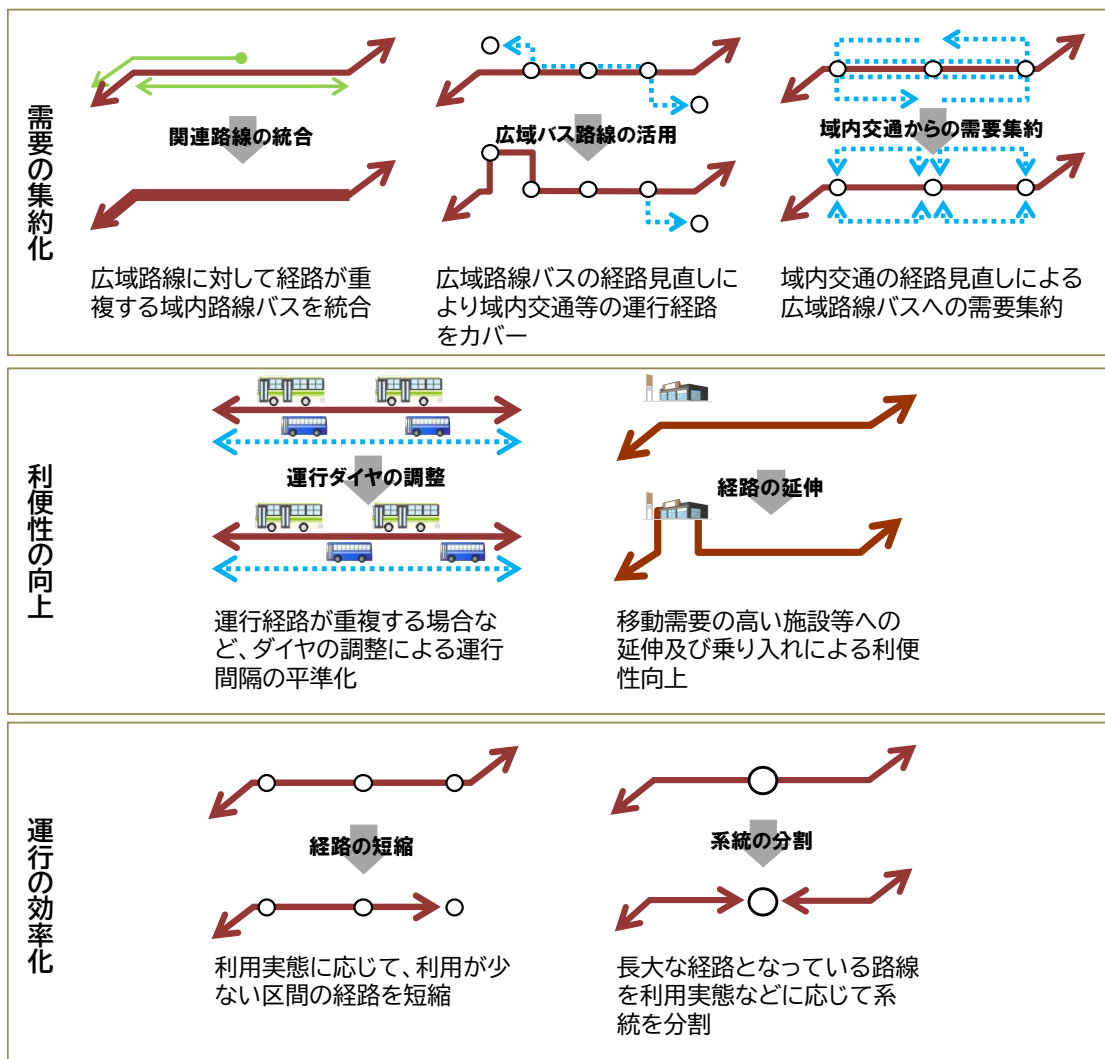 需要の集約化
関連路線の統合
広域路線に対して経路が重
複する域内路線バスを統合
広域バス路線の活用
広域路線バスの経路見直しに
より域内交通等の運行経路
をカバー
域内交通からの需要集約
域内交通の経路見直しによる
広域路線バスへの需要集約
利便性の向上
運行ダイヤの調整
運行経路が重複する場合な
ど、ダイヤの調整による運行
間隔の平準化
経路の延伸
移動需要の高い施設等への
延伸及び乗り入れによる利便
性向上
運行の効率化
経路の短縮
利用実態に応じて、利用が少
ない区間の経路を短縮
系統の分割
長大な経路となっている路線
を利用実態などに応じて系
統を分割